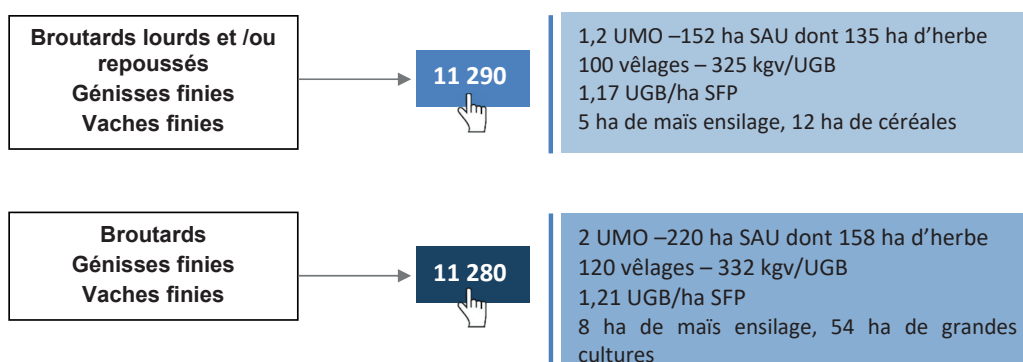 Broutards lourds et /ou
repoussés
Génisses finies
Vaches finies
11 290
1,2 UMO –152 ha SAU dont 135 ha d’herbe
100 vêlages – 325 kgv/UGB
1,17 UGB/ha SFP
5 ha de maïs ensilage, 12 ha de céréales
Broutards
Génisses finies
Vaches finies
11 280
2 UMO –220 ha SAU dont 158 ha d’herbe
120 vêlages – 332 kgv/UGB
1,21 UGB/ha SFP
8 ha de maïs ensilage, 54 ha de grandes
cultures